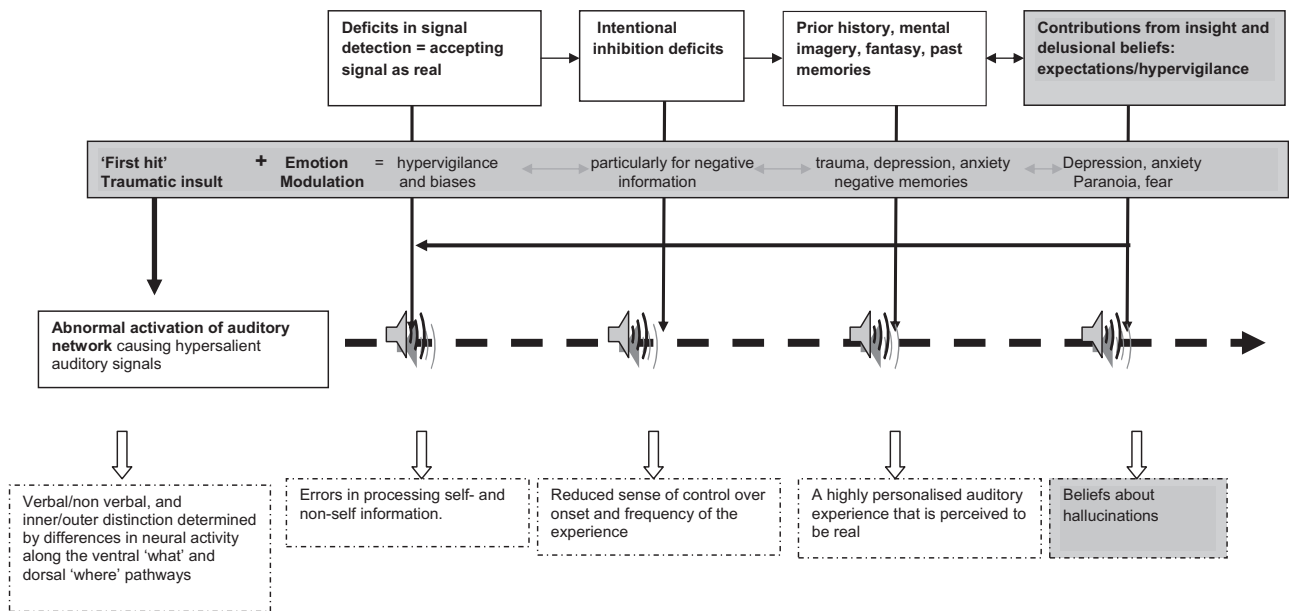 Deficits in signal
detection = accepting
signal as real
Intentional
inhibition deficits
Prior history, mental
imagery, fantasy, past
memories
Contributions from insight and
delusional beliefs:
expectations/hypervigilance
'First hit'
Traumatic insult
+ Emotion
Modulation
= hypervigilance
and biases
particularly for negative
information
trauma, depression, anxiety
negative memories
Depression, anxiety
Paranoia, fear
Abnormal activation of auditory
network causing hypersalient
auditory signals
Verbal/non verbal, and
inner/outer distinction determined
by differences in neural activity
along the ventral 'what' and
dorsal 'where' pathways
Errors in processing self- and
non-self information.
Reduced sense of control over
onset and frequency of the
experience
A highly personalised auditory
experience that is perceived to
be real
Beliefs about
hallucinations